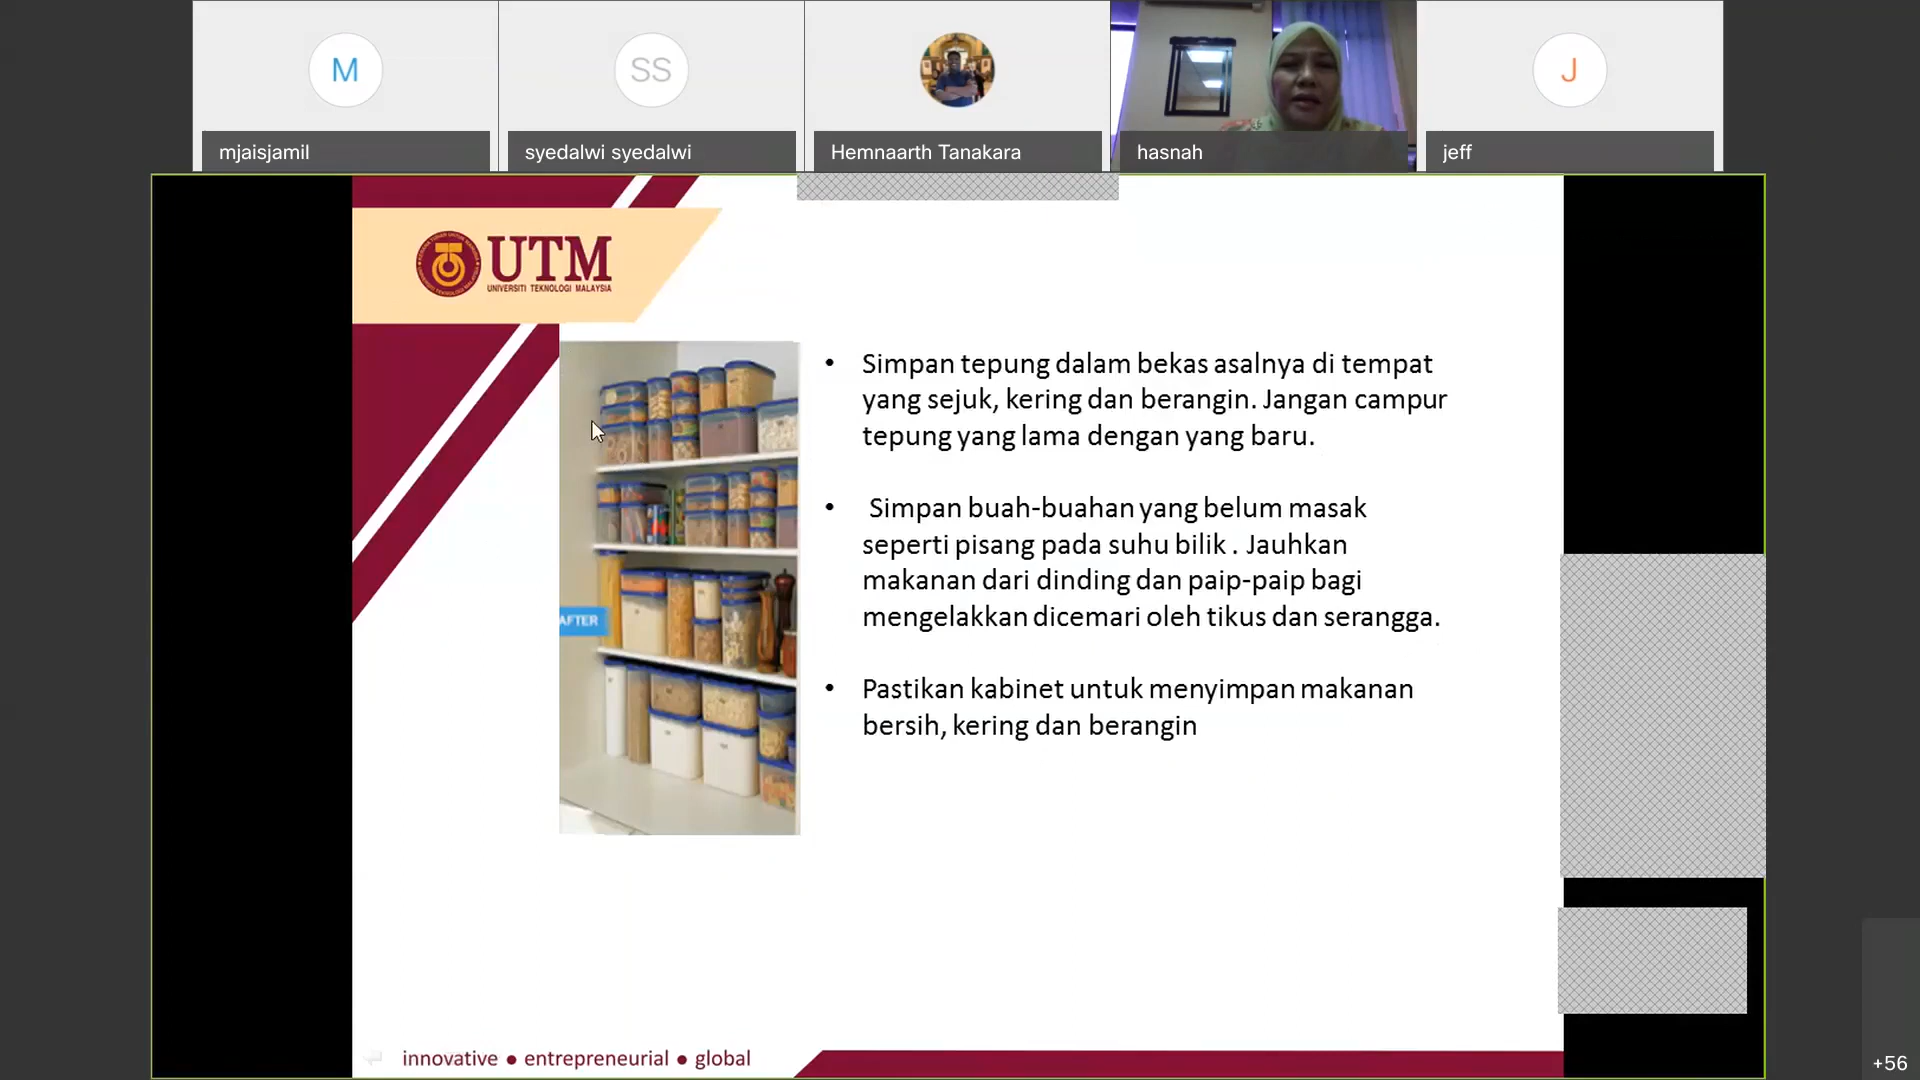 M
SS
J
mjaisjamil
syedalwi syedalwi
Hemnaarth Tanakara
hasnah
jeff
UTM
UNIVERSITI TEKNOLOGI MALAYSIA
• Simpan tepung dalam bekas asalnya di tempat
yang sejuk, kering dan berangin. Jangan campur
tepung yang lama dengan yang baru.
• Simpan buah-buahan yang belum masak
seperti pisang pada suhu bilik . Jauhkan
makanan dari dinding dan paip-paip bagi
mengelakkan dicemari oleh tikus dan serangga.
• Pastikan kabinet untuk menyimpan makanan
bersih, kering dan berangin
AFTER
innovative ● entrepreneurial ● global
+56